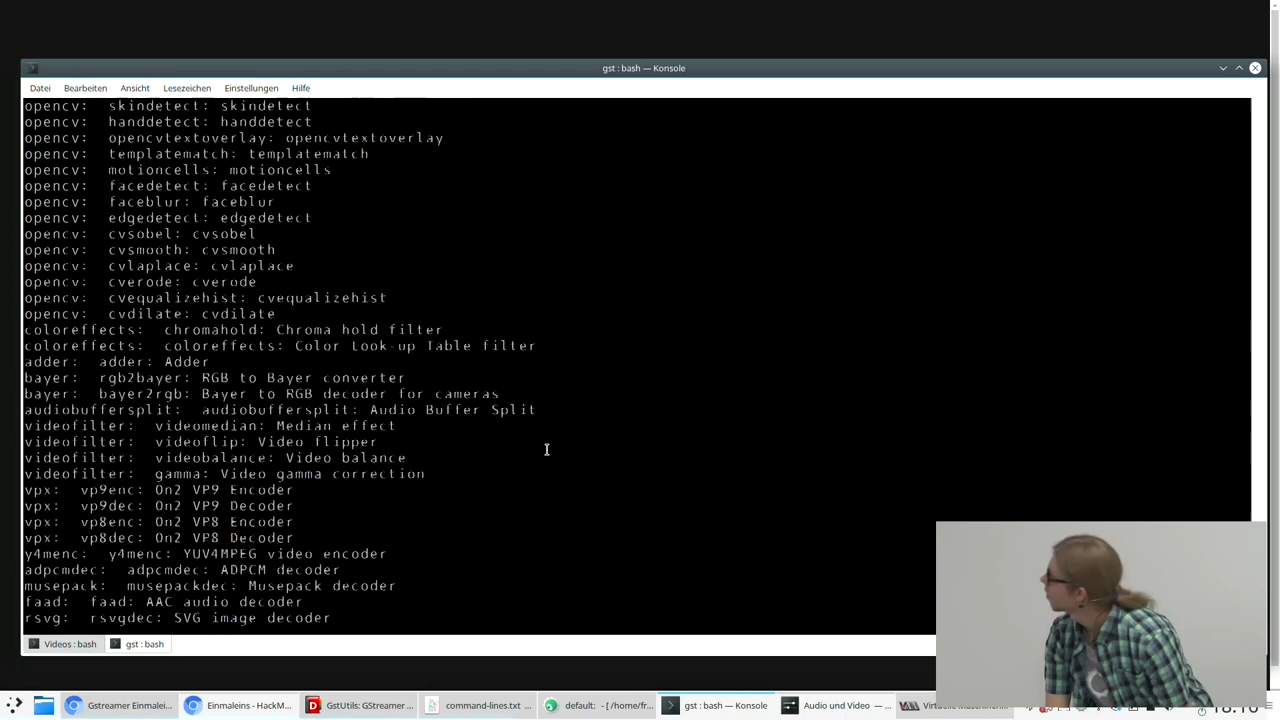 gst : bash — Konsole
Datei Bearbeiten Ansicht Lesezeichen Einstellungen Hilfe
opencv:  skindetect: skindetect
opencv:  handdetect: handdetect
opencv:  opencvtextoverlay: opencvtextoverlay
opencv:  templatematch: templatematch
opencv:  motioncells: motioncells
opencv:  facedetect: facedetect
opencv:  faceblur: faceblur
opencv:  edgedetect: edgedetect
opencv:  cvsobel: cvsobel
opencv:  cvsmooth: cvsmooth
opencv:  cvlaplace: cvlaplace
opencv:  cverode: cverode
opencv:  cvequalizehist: cvequalizehist
opencv:  cvdilate: cvdilate
coloreffects:  chromahold: Chroma hold filter
coloreffects:  coloreffects: Color Look-up Table filter
adder:  adder: Adder
bayer:  rgb2bayer: RGB to Bayer converter
bayer:  bayer2rgb: Bayer to RGB decoder for cameras
audiobuffersplit:  audiobuffersplit: Audio Buffer Split
videofilter:  videomedian: Median effect
videofilter:  videoflip: Video flipper
videofilter:  videobalance: Video balance
videofilter:  gamma: Video gamma correction
vpx:  vp9enc: On2 VP9 Encoder
vpx:  vp9dec: On2 VP9 Decoder
vpx:  vp8enc: On2 VP8 Encoder
vpx:  vp8dec: On2 VP8 Decoder
y4menc:  y4menc: YUV4MPEG video encoder
adpcmdec:  adpcmdec: ADPCM decoder
musepack:  musepackdec: Musepack decoder
faad:  faad: AAC audio decoder
rsvg:  rsvgdec: SVG image decoder
Videos : bash gst : bash
Gstreamer Einmalei... Einmaleins - HackM... GstUtils: GStreamer ... command-lines.txt ... default: - [/home/fr... gst : bash — Konsole Audio und Video — ...